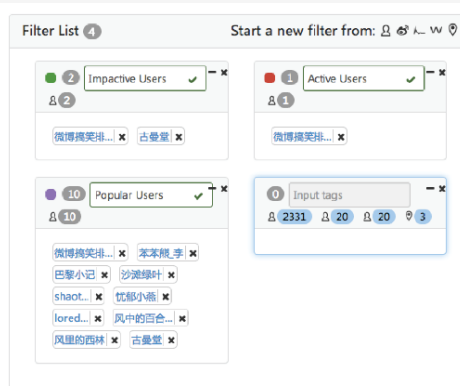 Filter List 4
Start a new filter from:
2 Impactive Users
2
微博搞笑排... 古曼堂
1 Active Users
1
微博搞笑排...
10 Popular Users
10
微博搞笑排... 苯苯熊_李
巴黎小记 沙滩绿叶
shaot... 忧郁小燕
lored... 风中的百合...
风里的西林 古曼堂
0 Input tags
2331 20 20 3